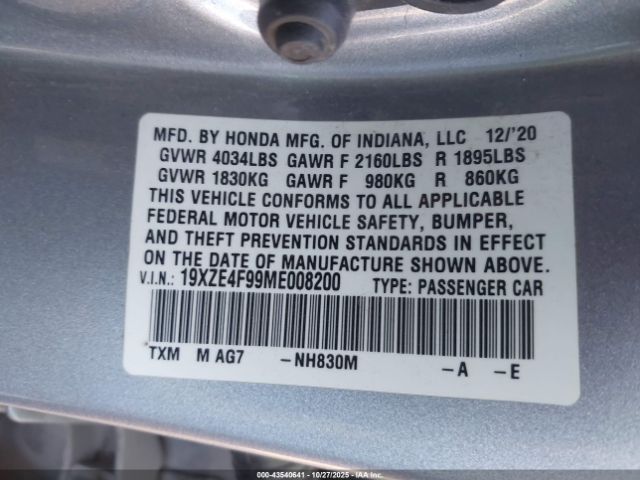 MFD. BY HONDA MFG. OF INDIANA, LLC 12/'20
GVWR 4034LBS GAWR F 2160LBS R 1895LBS
GVWR 1830KG GAWR F 980KG R 860KG
THIS VEHICLE CONFORMS TO ALL APPLICABLE
FEDERAL MOTOR VEHICLE SAFETY, BUMPER,
AND THEFT PREVENTION STANDARDS IN EFFECT
ON THE DATE OF MANUFACTURE SHOWN ABOVE.
V.I.N.: 19XZE4F99ME008200 TYPE: PASSENGER CAR
TXM M AG7 -NH830M -A -E
000-43540641 - 10/27/2025 - IAAI.COM